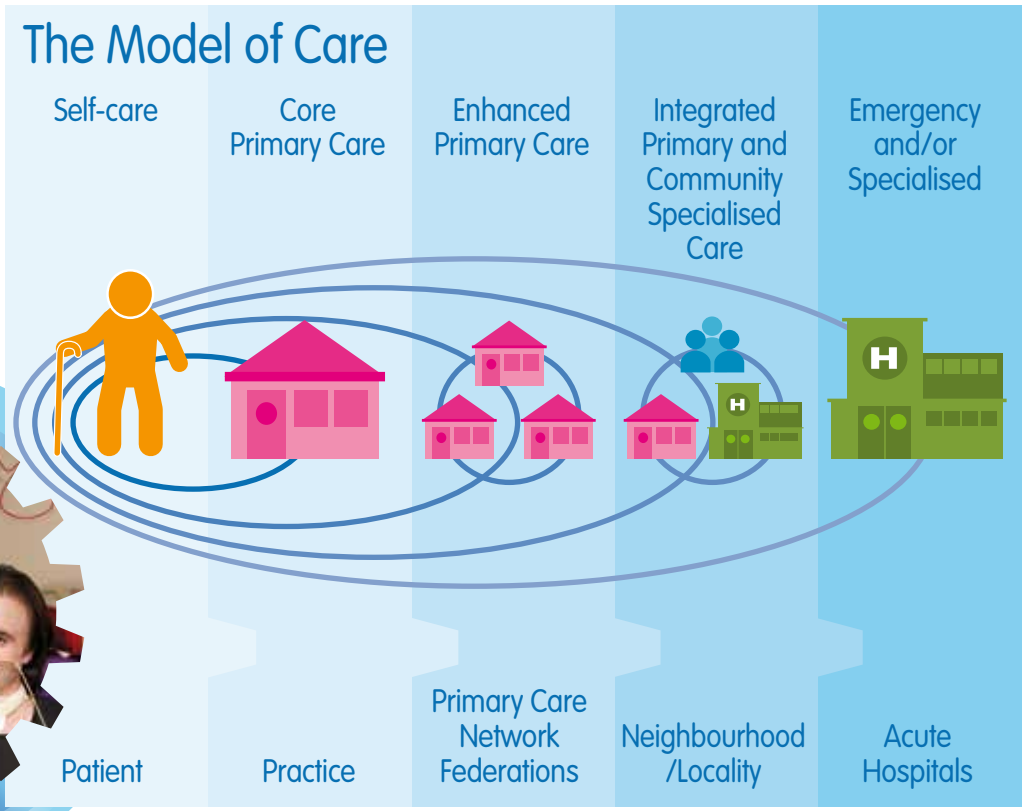 The Model of Care
Self-care
Core
Primary Care
Enhanced
Primary Care
Integrated
Primary and
Community
Specialised
Care
Emergency
and/or
Specialised
H
H
Patient
Practice
Primary Care
Network
Federations
Neighbourhood
/Locality
Acute
Hospitals